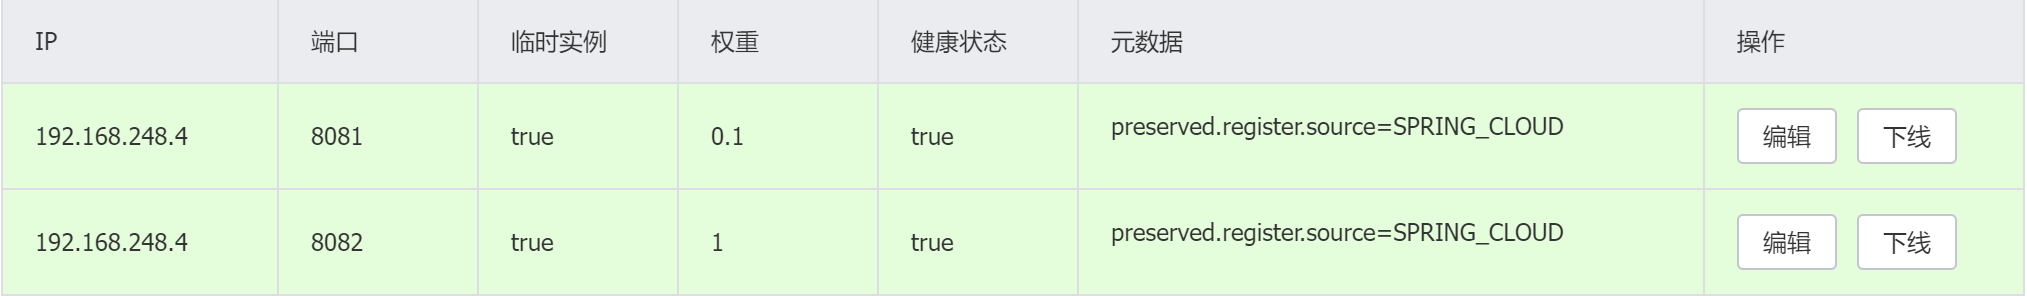 IP 端口 临时实例 权重 健康状态 元数据 操作
192.168.248.4 8081 true 0.1 true preserved.register.source=SPRING_CLOUD 编辑 下线
192.168.248.4 8082 true 1 true preserved.register.source=SPRING_CLOUD 编辑 下线